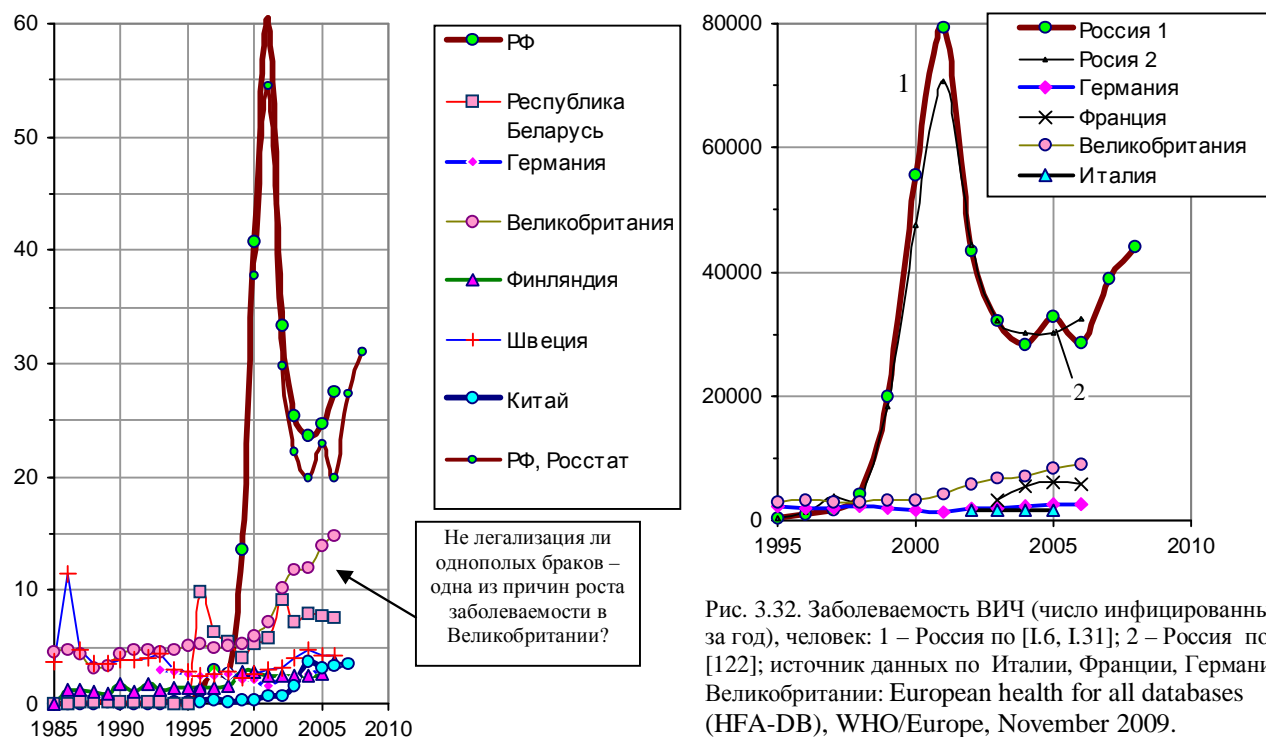 60
50
40
30
20
10
0
1985 1990 1995 2000 2005 2010
РФ
Республика
Беларусь
Германия
Великобритания
Финляндия
Швеция
Китай
РФ, Росстат
Не легализация ли
однополых браков –
одна из причин роста
заболеваемости в
Великобритании?
80000
60000
40000
20000
0
1995 2000 2005 2010
1
2
Россия 1
Росия 2
Германия
Франция
Великобритания
Италия
Рис. 3.32. Заболеваемость ВИЧ (число инфицированны
за год), человек: 1 – Россия по [I.6, I.31]; 2 – Россия по
[122]; источник данных по Италии, Франции, Германи
Великобритании: European health for all databases
(HFA-DB), WHO/Europe, November 2009.